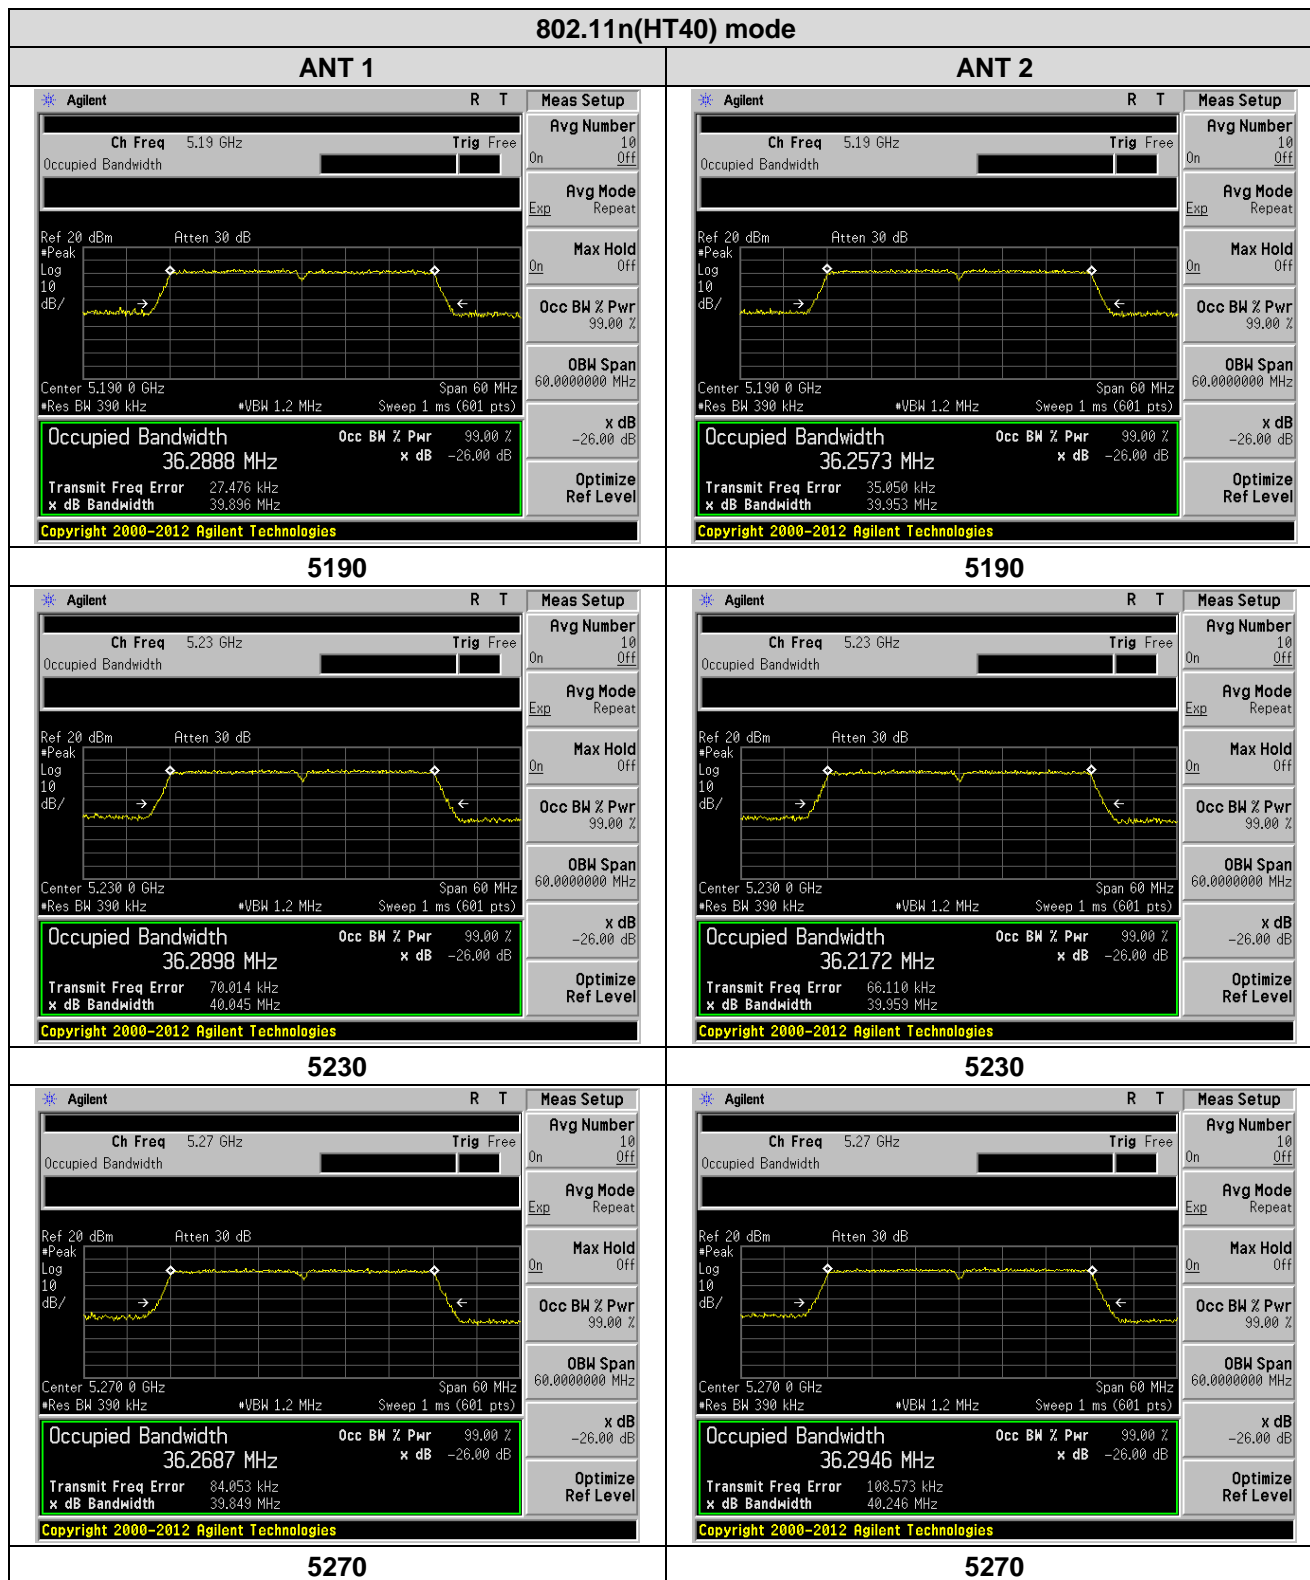 802.11n(HT40) mode
ANT 1
ANT 2
Agilent R T Meas Setup
Ch Freq 5.19 GHz Trig Free
Occupied Bandwidth
Avg Number
10
On Off
Avg Mode
Exp Repeat
Max Hold
On Off
Occ BW % Pwr
99.00 %
OBW Span
60.0000000 MHz
x dB
-26.00 dB
Optimize
Ref Level
Ref 20 dBm Atten 30 dB
#Peak
Log
10
dB/
Center 5.190 0 GHz Span 60 MHz
#Res BW 390 kHz #VBW 1.2 MHz Sweep 1 ms (601 pts)
Occupied Bandwidth Occ BW % Pwr 99.00 %
36.2888 MHz x dB -26.00 dB
Transmit Freq Error 27.476 kHz
x dB Bandwidth 39.896 MHz
Copyright 2000-2012 Agilent Technologies
Agilent R T Meas Setup
Ch Freq 5.19 GHz Trig Free
Occupied Bandwidth
Avg Number
10
On Off
Avg Mode
Exp Repeat
Max Hold
On Off
Occ BW % Pwr
99.00 %
OBW Span
60.0000000 MHz
x dB
-26.00 dB
Optimize
Ref Level
Ref 20 dBm Atten 30 dB
#Peak
Log
10
dB/
Center 5.190 0 GHz Span 60 MHz
#Res BW 390 kHz #VBW 1.2 MHz Sweep 1 ms (601 pts)
Occupied Bandwidth Occ BW % Pwr 99.00 %
36.2573 MHz x dB -26.00 dB
Transmit Freq Error 35.050 kHz
x dB Bandwidth 39.953 MHz
Copyright 2000-2012 Agilent Technologies
5190
5190
Agilent R T Meas Setup
Ch Freq 5.23 GHz Trig Free
Occupied Bandwidth
Avg Number
10
On Off
Avg Mode
Exp Repeat
Max Hold
On Off
Occ BW % Pwr
99.00 %
OBW Span
60.0000000 MHz
x dB
-26.00 dB
Optimize
Ref Level
Ref 20 dBm Atten 30 dB
#Peak
Log
10
dB/
Center 5.230 0 GHz Span 60 MHz
#Res BW 390 kHz #VBW 1.2 MHz Sweep 1 ms (601 pts)
Occupied Bandwidth Occ BW % Pwr 99.00 %
36.2898 MHz x dB -26.00 dB
Transmit Freq Error 70.014 kHz
x dB Bandwidth 40.045 MHz
Copyright 2000-2012 Agilent Technologies
Agilent R T Meas Setup
Ch Freq 5.23 GHz Trig Free
Occupied Bandwidth
Avg Number
10
On Off
Avg Mode
Exp Repeat
Max Hold
On Off
Occ BW % Pwr
99.00 %
OBW Span
60.0000000 MHz
x dB
-26.00 dB
Optimize
Ref Level
Ref 20 dBm Atten 30 dB
#Peak
Log
10
dB/
Center 5.230 0 GHz Span 60 MHz
#Res BW 390 kHz #VBW 1.2 MHz Sweep 1 ms (601 pts)
Occupied Bandwidth Occ BW % Pwr 99.00 %
36.2172 MHz x dB -26.00 dB
Transmit Freq Error 66.110 kHz
x dB Bandwidth 39.959 MHz
Copyright 2000-2012 Agilent Technologies
5230
5230
Agilent R T Meas Setup
Ch Freq 5.27 GHz Trig Free
Occupied Bandwidth
Avg Number
10
On Off
Avg Mode
Exp Repeat
Max Hold
On Off
Occ BW % Pwr
99.00 %
OBW Span
60.0000000 MHz
x dB
-26.00 dB
Optimize
Ref Level
Ref 20 dBm Atten 30 dB
#Peak
Log
10
dB/
Center 5.270 0 GHz Span 60 MHz
#Res BW 390 kHz #VBW 1.2 MHz Sweep 1 ms (601 pts)
Occupied Bandwidth Occ BW % Pwr 99.00 %
36.2687 MHz x dB -26.00 dB
Transmit Freq Error 84.053 kHz
x dB Bandwidth 39.849 MHz
Copyright 2000-2012 Agilent Technologies
Agilent R T Meas Setup
Ch Freq 5.27 GHz Trig Free
Occupied Bandwidth
Avg Number
10
On Off
Avg Mode
Exp Repeat
Max Hold
On Off
Occ BW % Pwr
99.00 %
OBW Span
60.0000000 MHz
x dB
-26.00 dB
Optimize
Ref Level
Ref 20 dBm Atten 30 dB
#Peak
Log
10
dB/
Center 5.270 0 GHz Span 60 MHz
#Res BW 390 kHz #VBW 1.2 MHz Sweep 1 ms (601 pts)
Occupied Bandwidth Occ BW % Pwr 99.00 %
36.2946 MHz x dB -26.00 dB
Transmit Freq Error 108.573 kHz
x dB Bandwidth 40.246 MHz
Copyright 2000-2012 Agilent Technologies
5270
5270